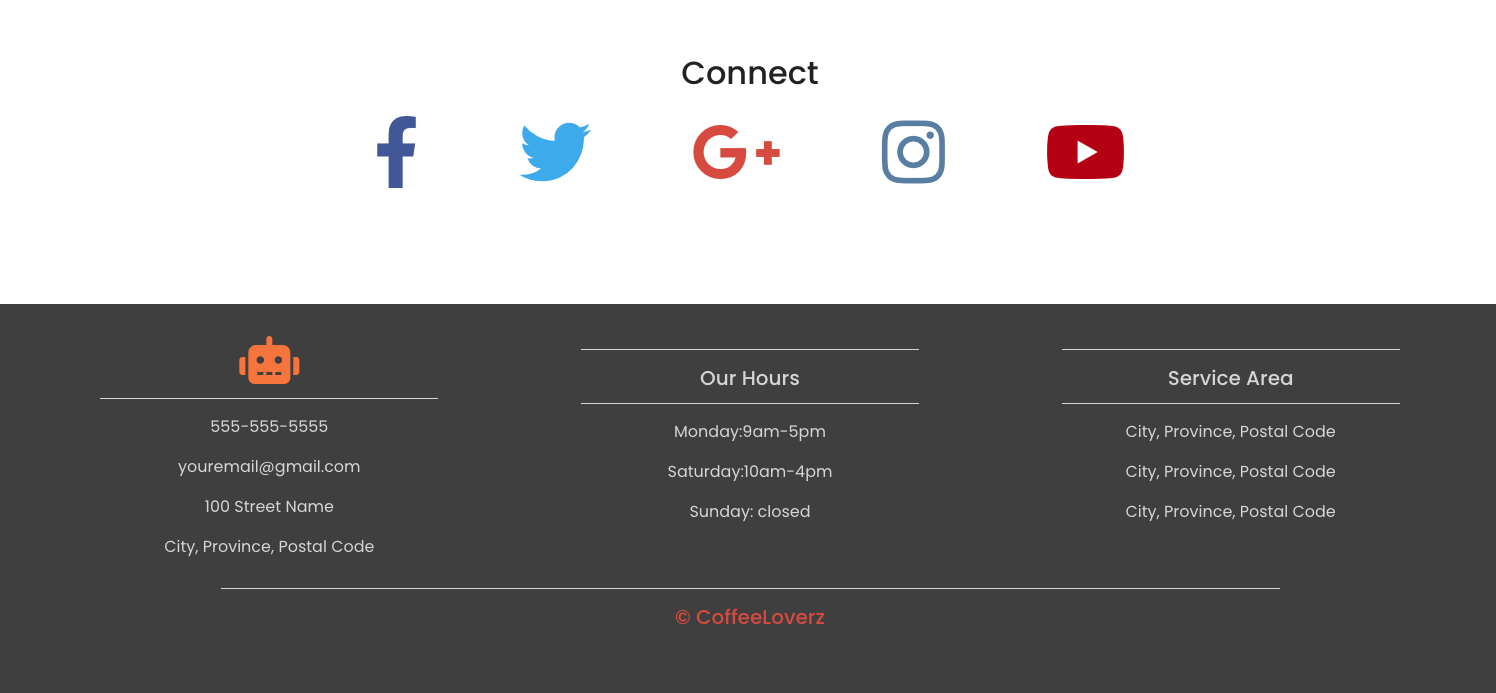 Connect
555-555-5555
youremail@gmail.com
100 Street Name
City, Province, Postal Code
Our Hours
Monday:9am-5pm
Saturday:10am-4pm
Sunday: closed
Service Area
City, Province, Postal Code
City, Province, Postal Code
City, Province, Postal Code
© CoffeeLoverz